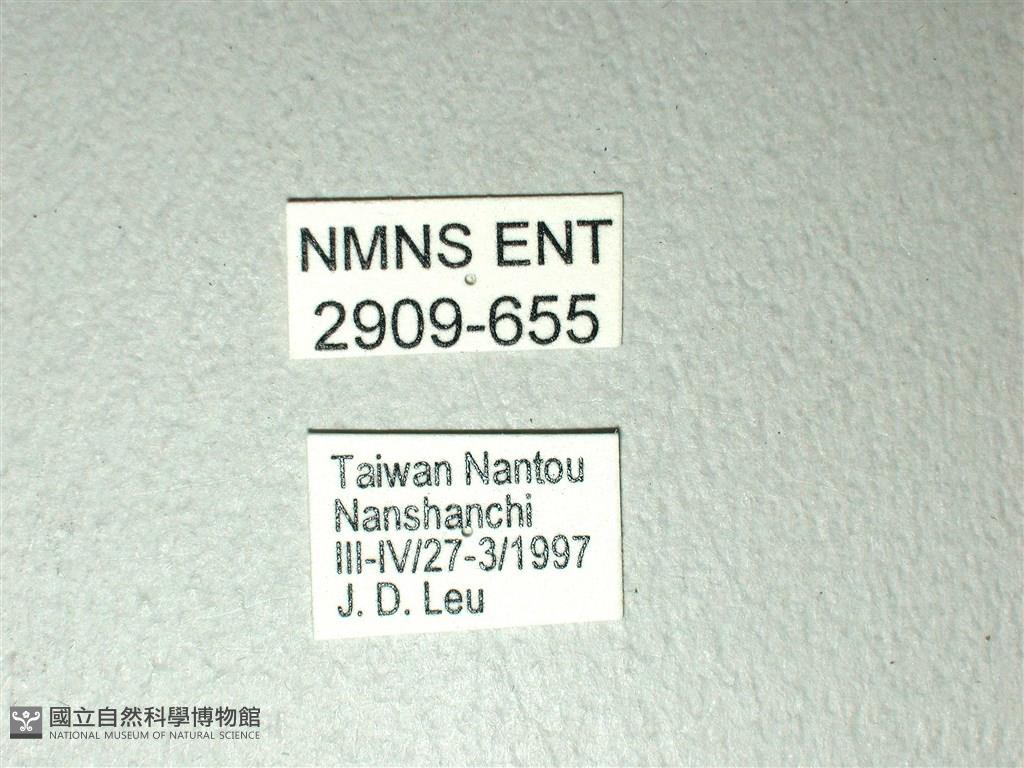 NMNS ENT
2909-655
Taiwan Nantou
Nanshanchi
III-IV/27-3/1997
J. D. Leu
國立自然科學博物館
NATIONAL MUSEUM OF NATURAL SCIENCE